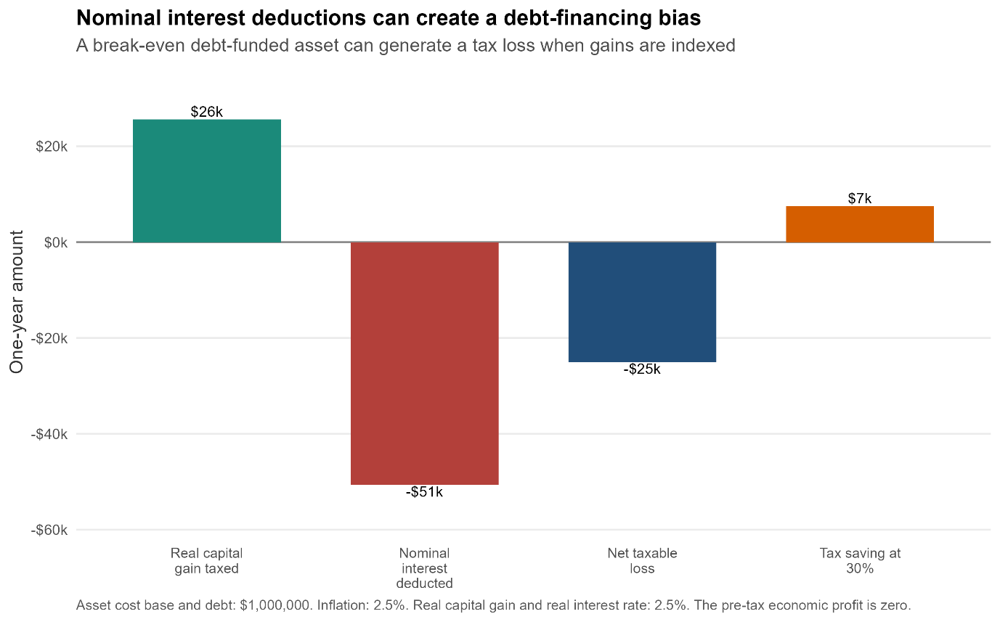 Nominal interest deductions can create a debt-financing bias
A break-even debt-funded asset can generate a tax loss when gains are indexed
One-year amount
$20k
$0k
-$20k
-$40k
-$60k
$26k
-$51k
-$25k
$7k
Real capital
gain taxed
Nominal
interest
deducted
Net taxable
loss
Tax saving at
30%
Asset cost base and debt: $1,000,000. Inflation: 2.5%. Real capital gain and real interest rate: 2.5%. The pre-tax economic profit is zero.